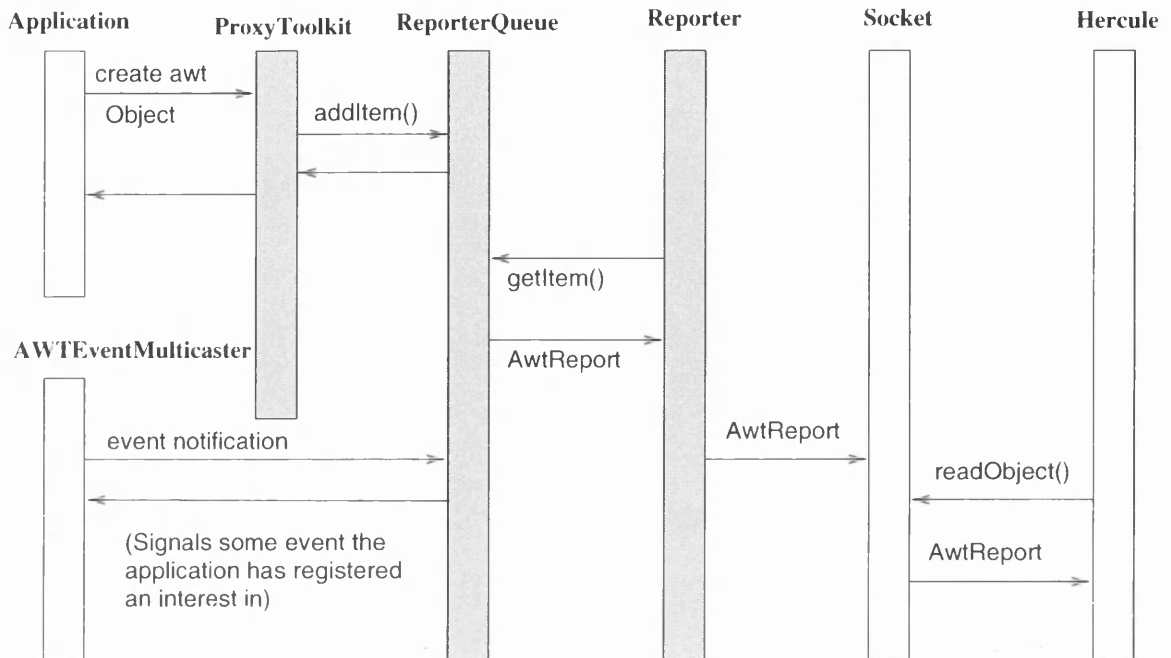 Application
ProxyToolkit
ReporterQueue
Reporter
Socket
Hercule
create awt
Object
addItem()
getItem()
AWTEventMulticaster
AwtReport
event notification
AwtReport
readObject()
(Signals some event the
application has registered
an interest in)
AwtReport